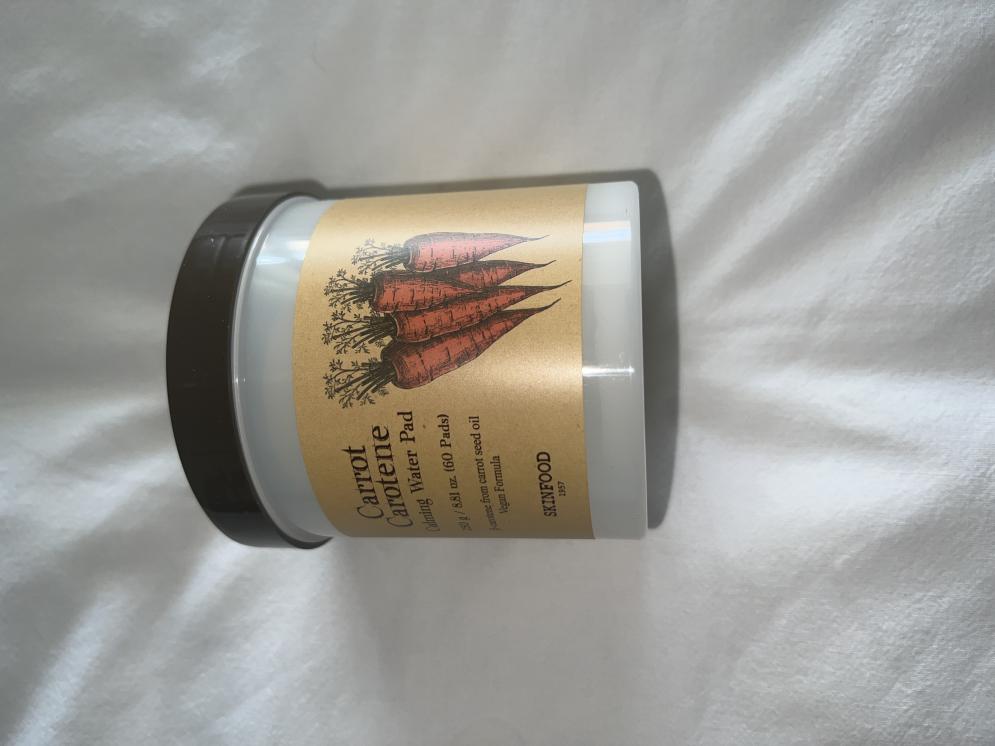 Carrot
Carotene
Calming Water Pad
250 g / 8.81 oz. (60 Pads)
β-carotene from carrot seed oil
Vegan Formula
SKINFOOD
1957